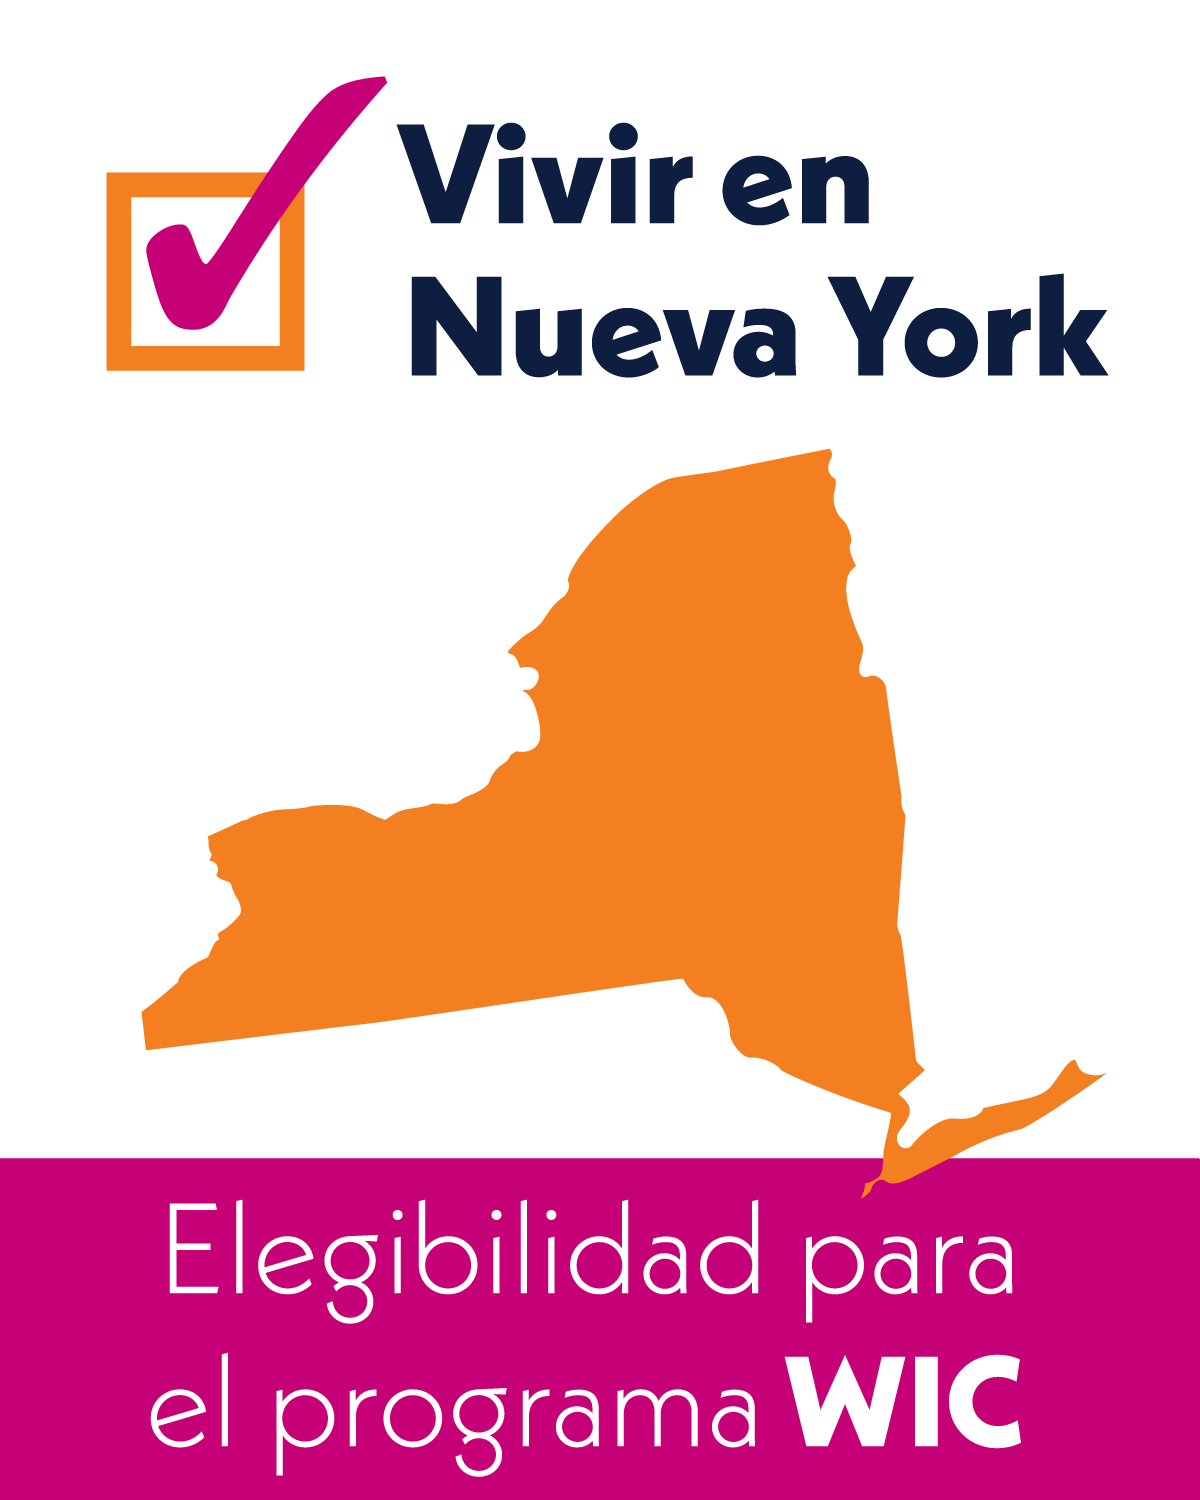 Vivir en
Nueva York
Elegibilidad para
el programa WIC